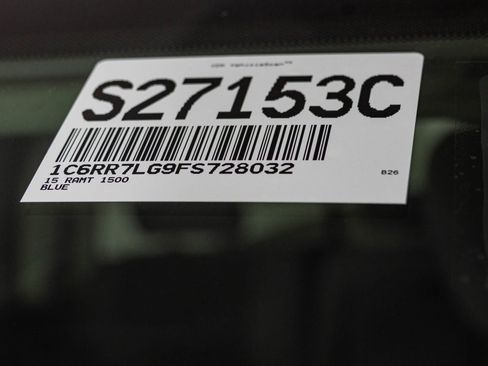 S27153C
1C6RR7LG9FS728032
15 RAMT 1500
BLUE
B26